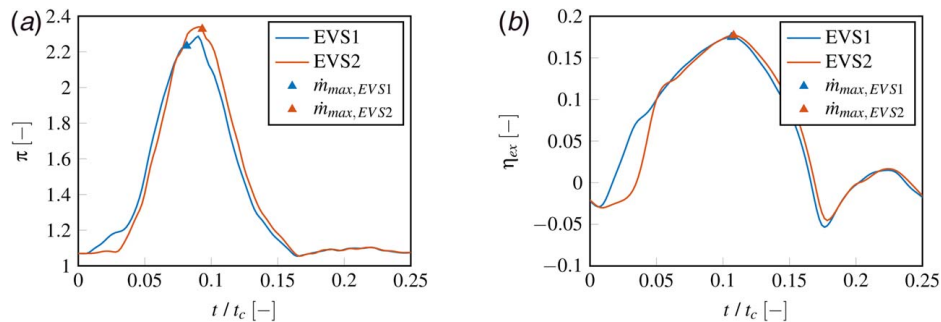 (a)
2.4
2.2
2
1.8
1.6
1.4
1.2
1
π [−]
0
0.05
0.1
0.15
0.2
0.25
t / t_c [−]
EVS1
EVS2
ṁ_max,EVS1
ṁ_max,EVS2
(b)
0.2
0.15
0.1
0.05
0
−0.05
−0.1
η_ex [−]
0
0.05
0.1
0.15
0.2
0.25
t / t_c [−]
EVS1
EVS2
ṁ_max,EVS1
ṁ_max,EVS2